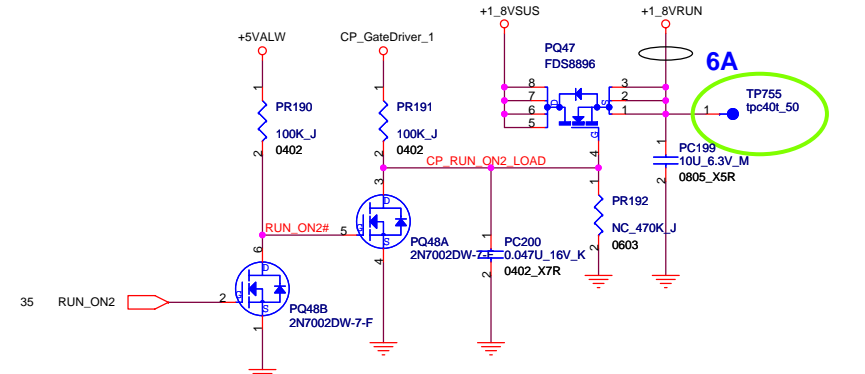 +1_8VSUS
+1_8VRUN
+5VALW
CP_GateDriver_1
PQ47
FDS8896
6A
8
7
6
5
D
S
G
3
2
1
4
1
TP755
tpc40t_50
1
PR190
100K_J
0402
2
1
PR191
100K_J
0402
2
1
PC199
10U_6.3V_M
0805_X5R
2
CP_RUN_ON2_LOAD
1
PR192
NC_470K_J
0603
2
RUN_ON2#
5
3
D
G
S
4
PQ48A
2N7002DW-7-F
1
PC200
0.047U_16V_K
0402_X7R
2
35
RUN_ON2
2
6
D
G
S
1
PQ48B
2N7002DW-7-F